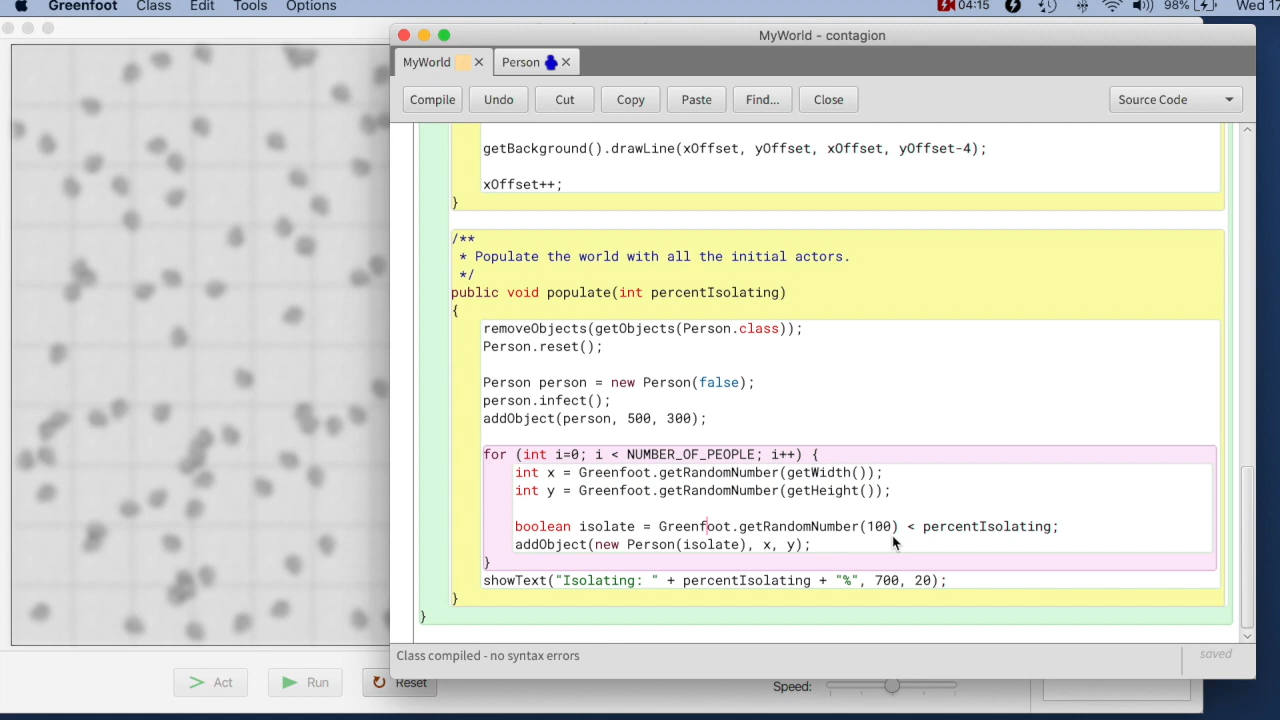 Greenfoot Class Edit Tools Options 04:15 98% Wed 17
MyWorld - contagion
MyWorld Person
Compile Undo Cut Copy Paste Find... Close Source Code
getBackground().drawLine(xOffset, yOffset, xOffset, yOffset-4);
xOffset++;
}
/**
* Populate the world with all the initial actors.
*/
public void populate(int percentIsolating)
{
removeObjects(getObjects(Person.class));
Person.reset();
Person person = new Person(false);
person.infect();
addObject(person, 500, 300);
for (int i=0; i < NUMBER_OF_PEOPLE; i++) {
int x = Greenfoot.getRandomNumber(getWidth());
int y = Greenfoot.getRandomNumber(getHeight());
boolean isolate = Greenfoot.getRandomNumber(100) < percentIsolating;
addObject(new Person(isolate), x, y);
}
showText("Isolating: " + percentIsolating + "%", 700, 20);
}
}
Class compiled - no syntax errors
saved
Act Run Reset Speed: